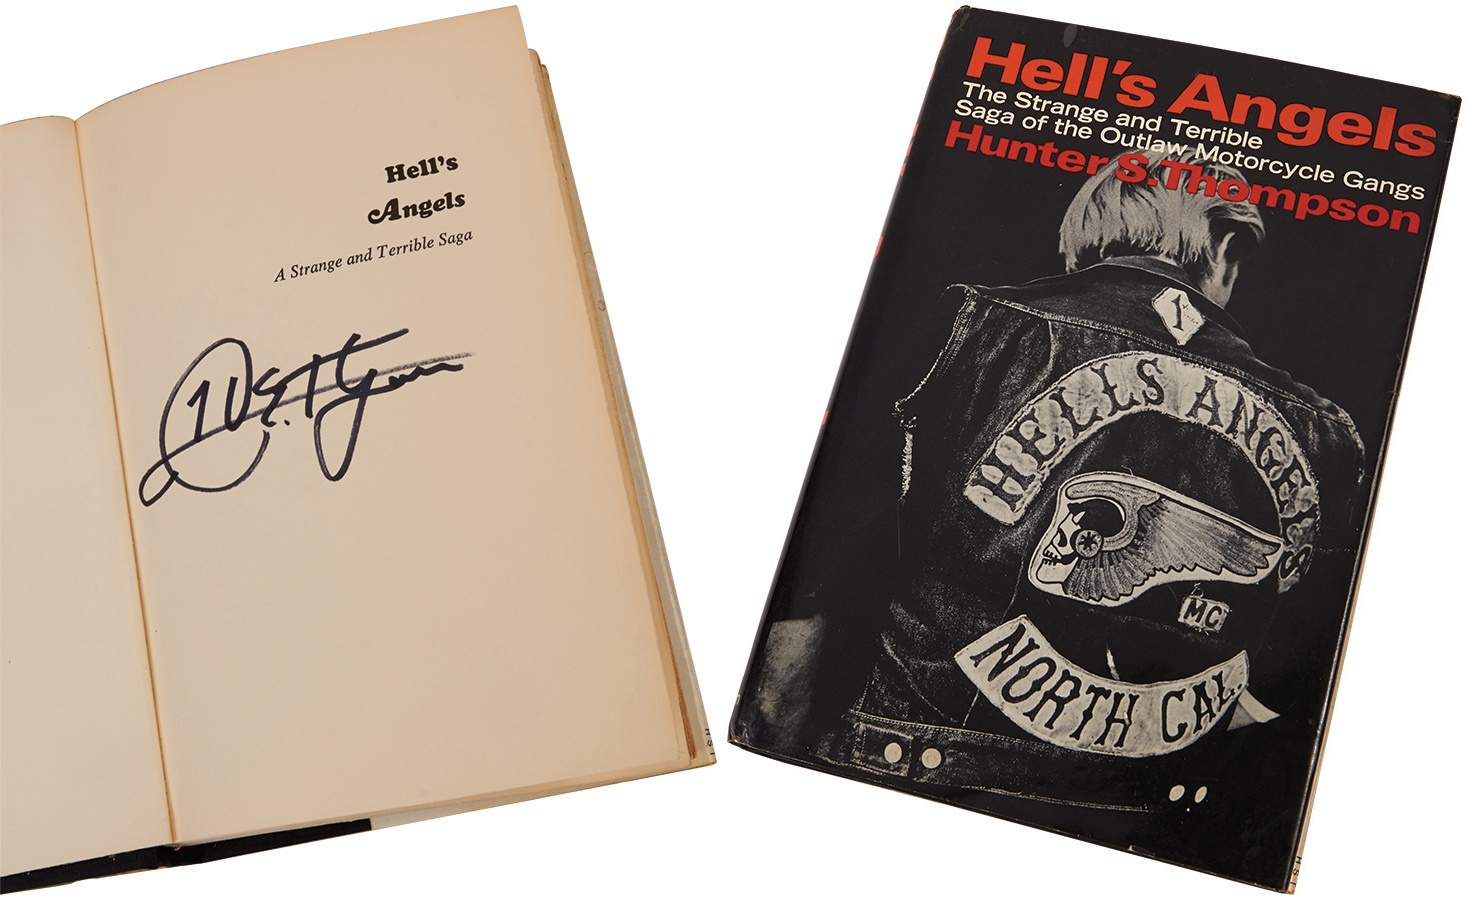 Hell's
Angels
A Strange and Terrible Saga
Hell's Angels
The Strange and Terrible
Saga of the Outlaw Motorcycle Gangs
Hunter S. Thompson
1
HELLS ANGELS
MC
NORTH CAL.